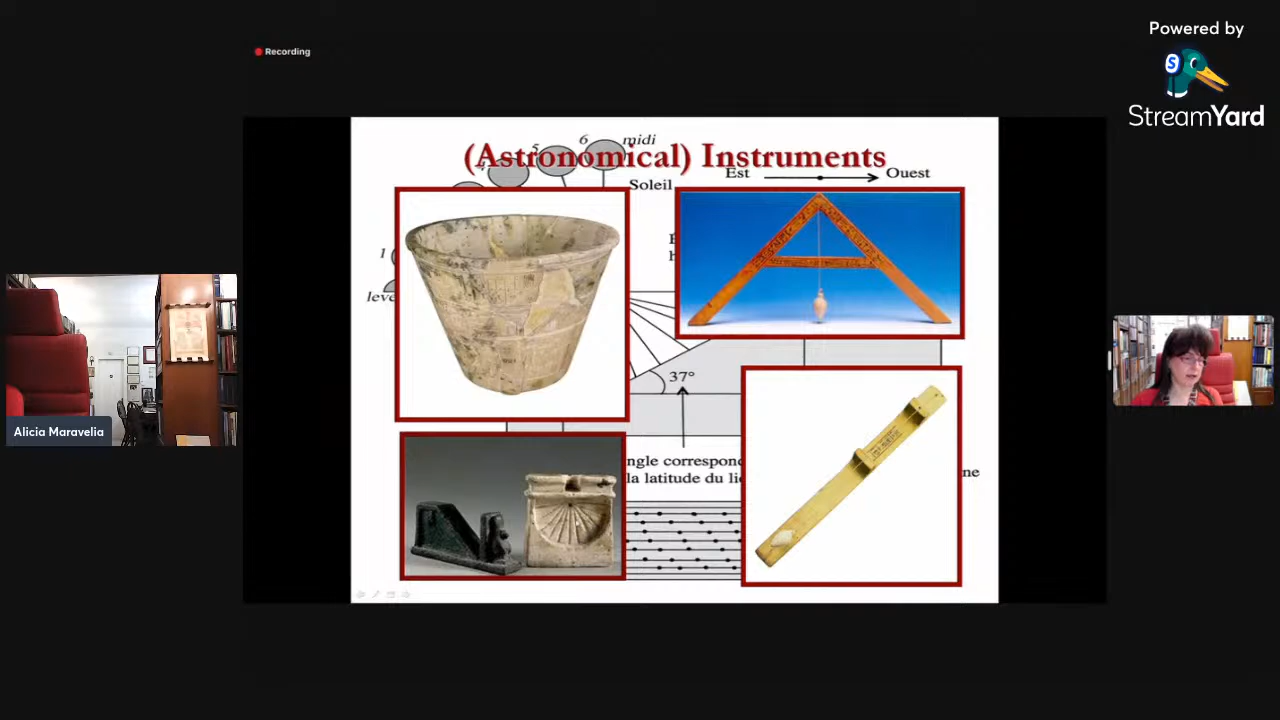 Recording
Powered by
StreamYard
6 midi
5
4
(Astronomical) Instruments
Est Ouest
Soleil
1
leve
37°
ngle correspond
la latitude du li
ne
Alicia Maravelia